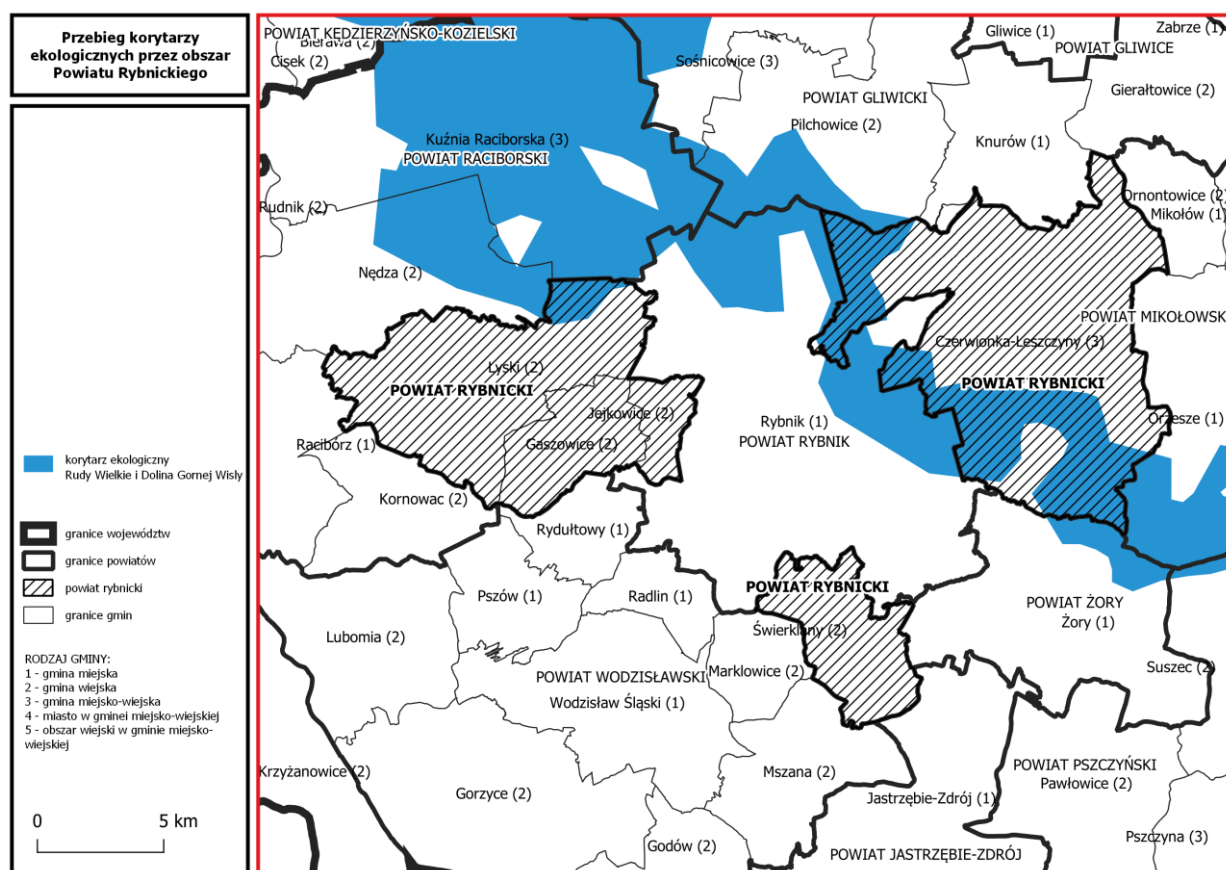 Przebieg korytarzy
ekologicznych przez obszar
Powiatu Rybnickiego
korytarz ekologiczny
Rudy Wielkie i Dolina Gornej Wisly
granice województw
granice powiatów
powiat rybnicki
granice gmin
RODZAJ GMINY:
1 - gmina miejska
2 - gmina wiejska
3 - gmina miejsko-wiejska
4 - miasto w gminei miejsko-wiejskiej
5 - obszar wiejski w gminie miejsko-
wiejskiej
0 5 km
POWIAT KĘDZIERZYŃSKO-KOZIELSKI
Bierawa (2)
Cisek (2)
Sośnicowice (3)
Gliwice (1)
Zabrze (1)
POWIAT GLIWICE
POWIAT GLIWICKI
Gierałtowice (2)
Pilchowice (2)
Kuźnia Raciborska (3)
POWIAT RACIBORSKI
Knurów (1)
Ornontowice (2)
Mikołów (1)
Rudnik (2)
Nędza (2)
POWIAT MIKOŁOWSK
Czerwionka-Leszczyny (3)
Lyski (2)
POWIAT RYBNICKI
POWIAT RYBNICKI
Jejkowice (2)
Rybnik (1)
POWIAT RYBNIK
Orzesze (1)
Racibórz (1)
Gaszowice (2)
Kornowac (2)
Rydułtowy (1)
POWIAT RYBNICKI
Pszów (1)
Radlin (1)
POWIAT ŻORY
Żory (1)
Lubomia (2)
Świerklany (2)
POWIAT WODZISŁAWSKI
Marklowice (2)
Suszec (2)
Wodzisław Śląski (1)
Krzyżanowice (2)
Mszana (2)
POWIAT PSZCZYŃSKI
Pawłowice (2)
Gorzyce (2)
Jastrzębie-Zdrój (1)
Godów (2)
Pszczyna (3)
POWIAT JASTRZĘBIE-ZDRÓJ